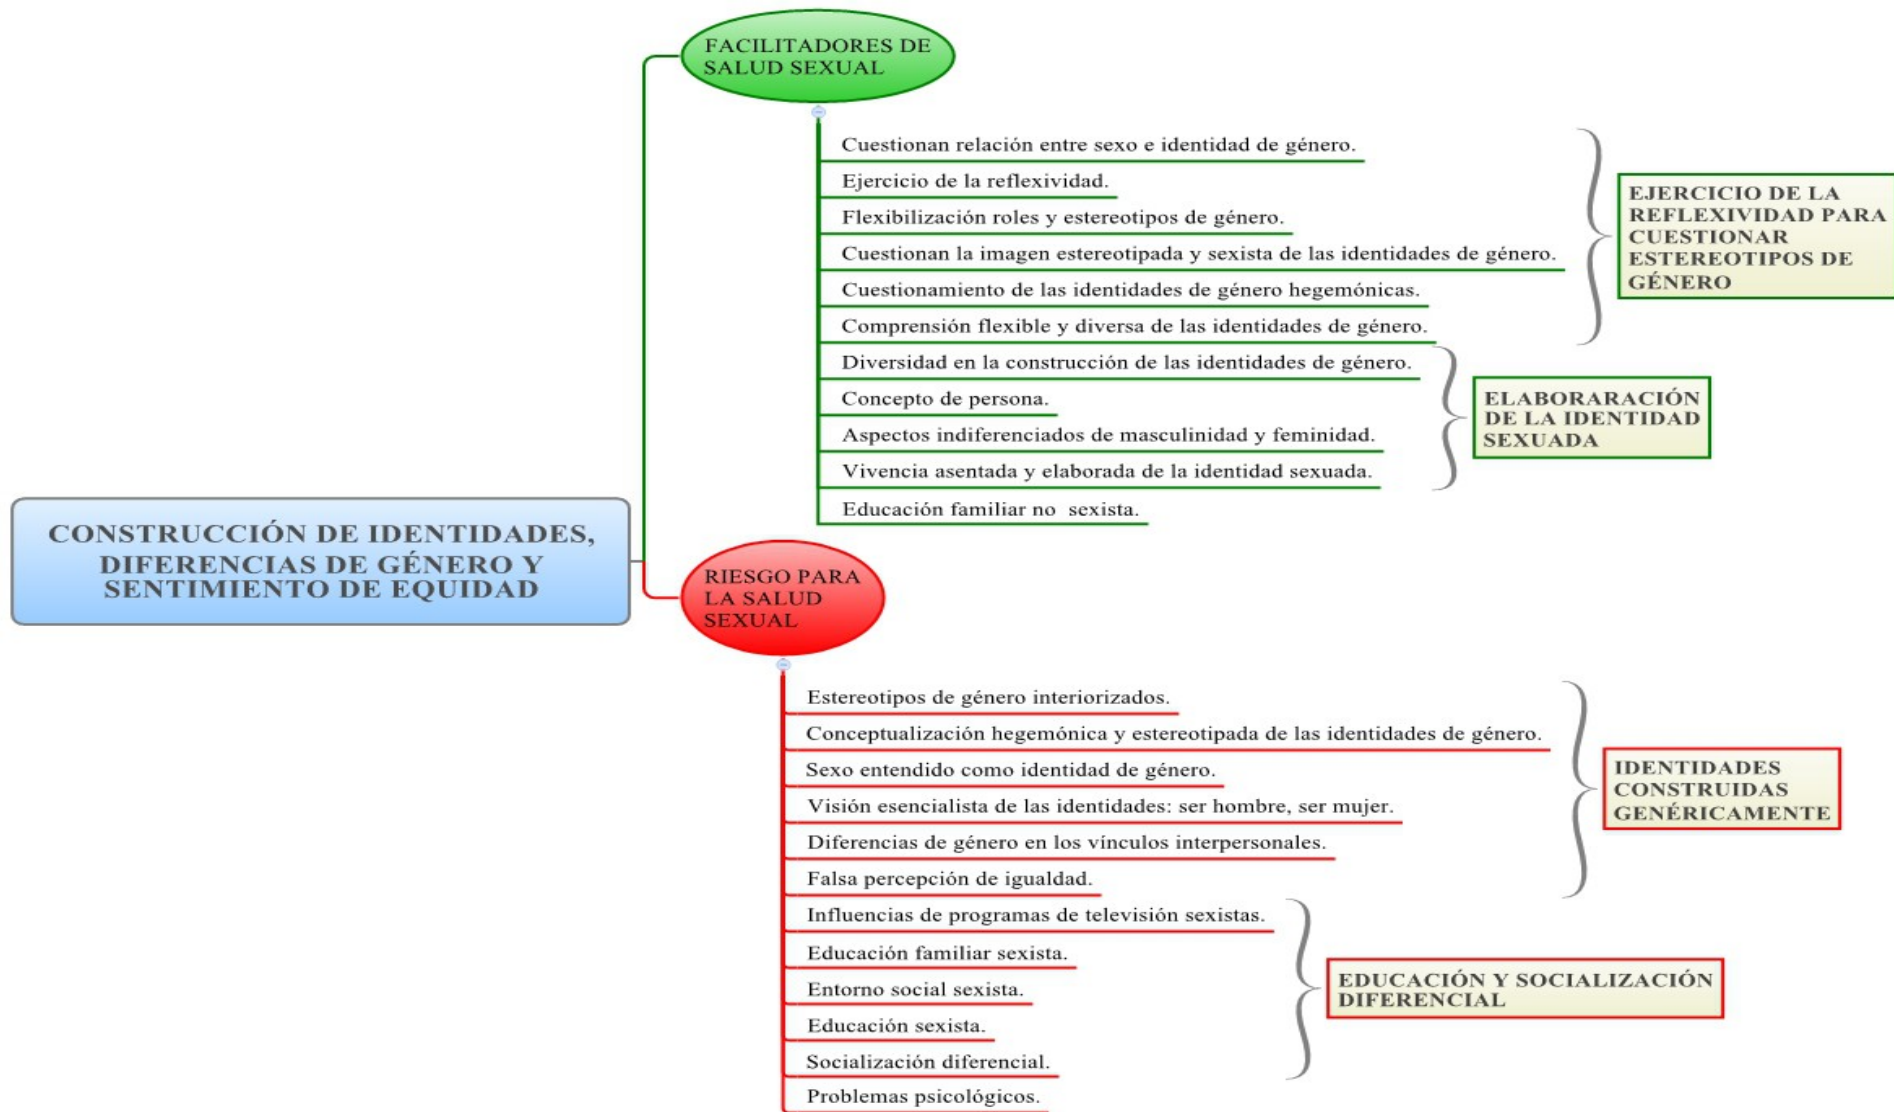 FACILITADORES DE
SALUD SEXUAL
Cuestionan relación entre sexo e identidad de género.
Ejercicio de la reflexividad.
Flexibilización roles y estereotipos de género.
Cuestionan la imagen estereotipada y sexista de las identidades de género.
Cuestionamiento de las identidades de género hegemónicas.
Comprensión flexible y diversa de las identidades de género.
EJERCICIO DE LA
REFLEXIVIDAD PARA
CUESTIONAR
ESTEREOTIPOS DE
GÉNERO
Diversidad en la construcción de las identidades de género.
Concepto de persona.
Aspectos indiferenciados de masculinidad y feminidad.
Vivencia asentada y elaborada de la identidad sexuada.
ELABORARACIÓN
DE LA IDENTIDAD
SEXUADA
Educación familiar no  sexista.
CONSTRUCCIÓN DE IDENTIDADES,
DIFERENCIAS DE GÉNERO Y
SENTIMIENTO DE EQUIDAD
RIESGO PARA
LA SALUD
SEXUAL
Estereotipos de género interiorizados.
Conceptualización hegemónica y estereotipada de las identidades de género.
Sexo entendido como identidad de género.
Visión esencialista de las identidades: ser hombre, ser mujer.
Diferencias de género en los vínculos interpersonales.
Falsa percepción de igualdad.
IDENTIDADES
CONSTRUIDAS
GENÉRICAMENTE
Influencias de programas de televisión sexistas.
Educación familiar sexista.
Entorno social sexista.
Educación sexista.
Socialización diferencial.
EDUCACIÓN Y SOCIALIZACIÓN
DIFERENCIAL
Problemas psicológicos.